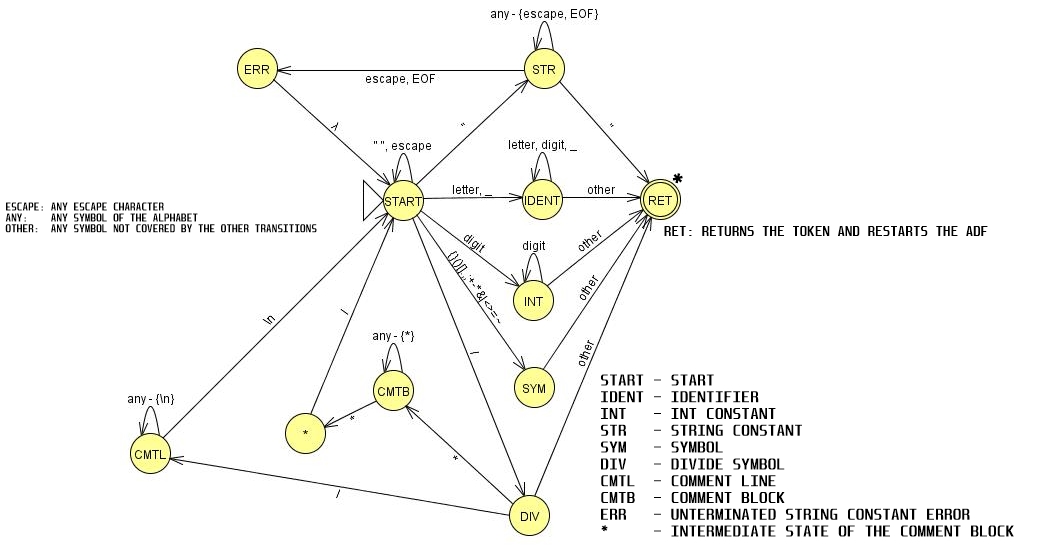 any - {escape, EOF}
ERR
STR
escape, EOF
λ
"
"
" ", escape
letter, digit, _
START
letter, _
IDENT
other
RET
*
ESCAPE: ANY ESCAPE CHARACTER
ANY: ANY SYMBOL OF THE ALPHABET
OTHER: ANY SYMBOL NOT COVERED BY THE OTHER TRANSITIONS
RET: RETURNS THE TOKEN AND RESTARTS THE ADF
digit
digit
other
INT
\n
/
other
any - {*}
/
CMTB
SYM
other
any - {\n}
*
*
CMTL
*
/
DIV
START - START
IDENT - IDENTIFIER
INT - INT CONSTANT
STR - STRING CONSTANT
SYM - SYMBOL
DIV - DIVIDE SYMBOL
CMTL - COMMENT LINE
CMTB - COMMENT BLOCK
ERR - UNTERMINATED STRING CONSTANT ERROR
* - INTERMEDIATE STATE OF THE COMMENT BLOCK